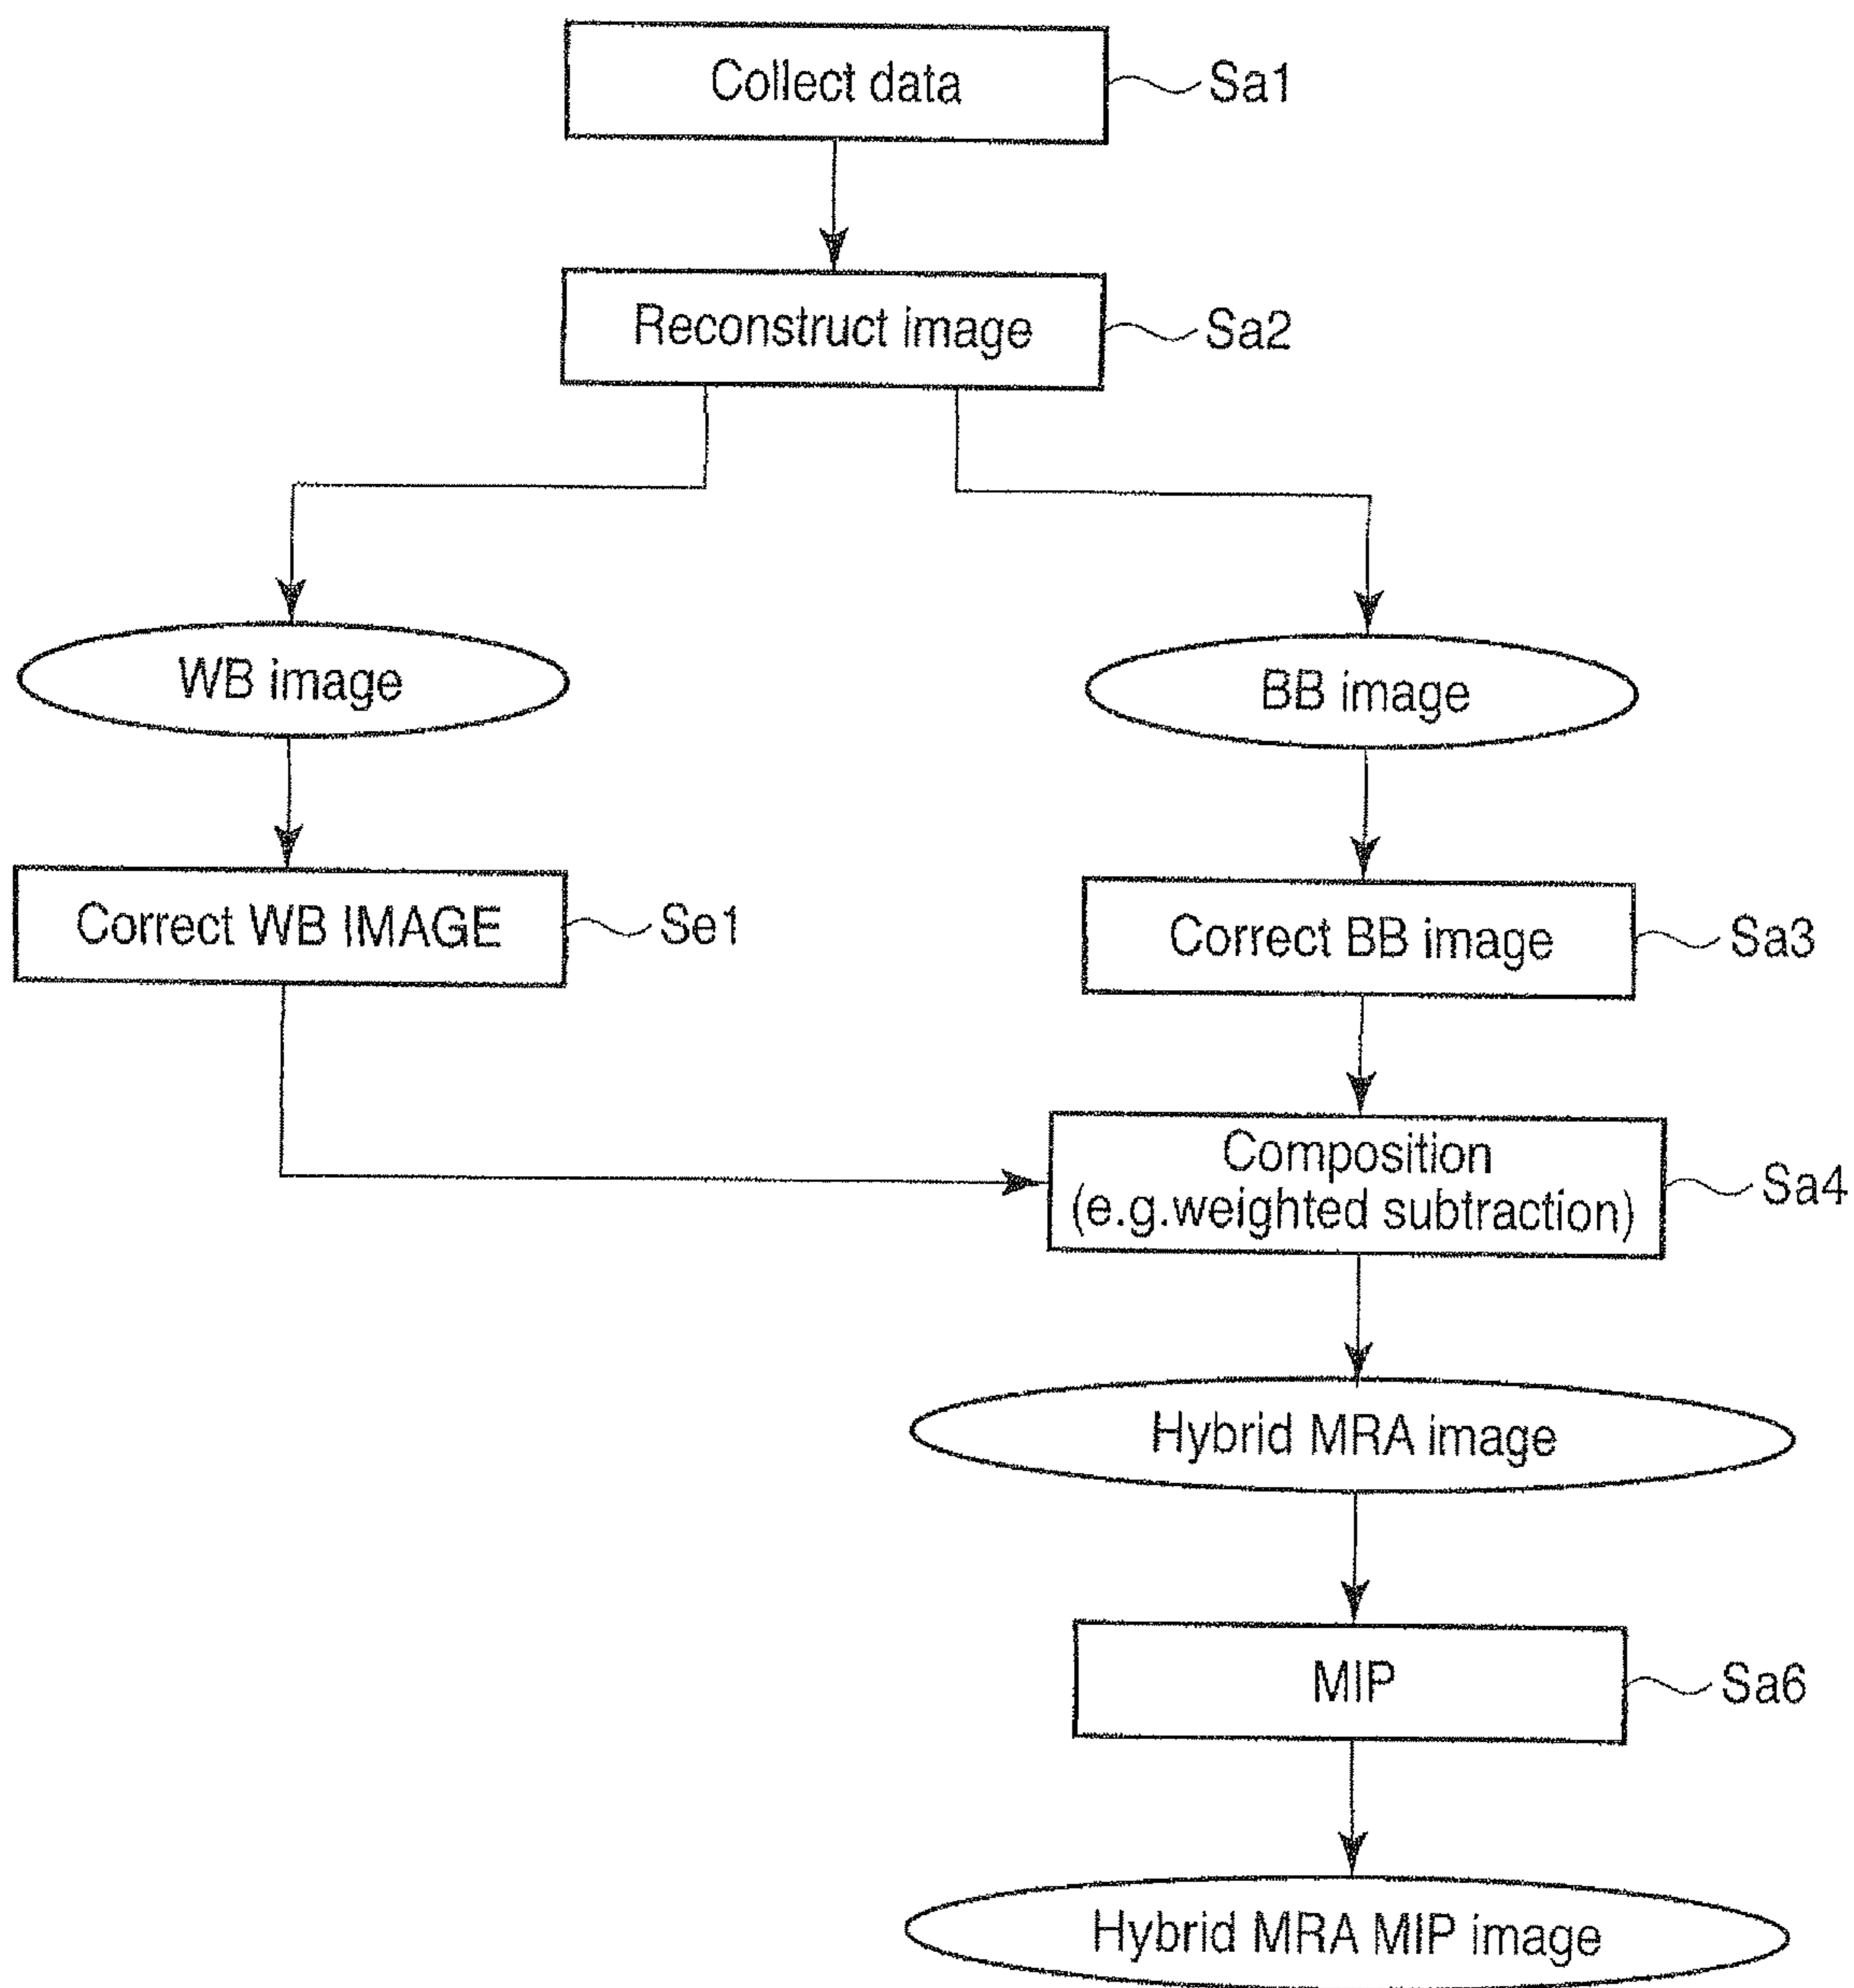 Collect data
Sa1
Reconstruct image
Sa2
WB image
BB image
Correct WB IMAGE
Se1
Correct BB image
Sa3
Composition
(e.g.weighted subtraction)
Sa4
Hybrid MRA image
MIP
Sa6
Hybrid MRA MIP image